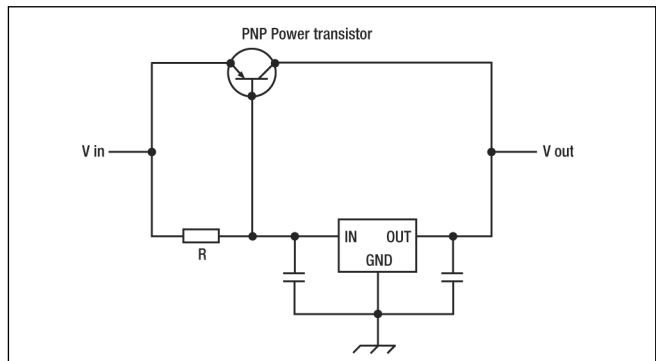 PNP Power transistor
V in
V out
R
IN OUT
GND